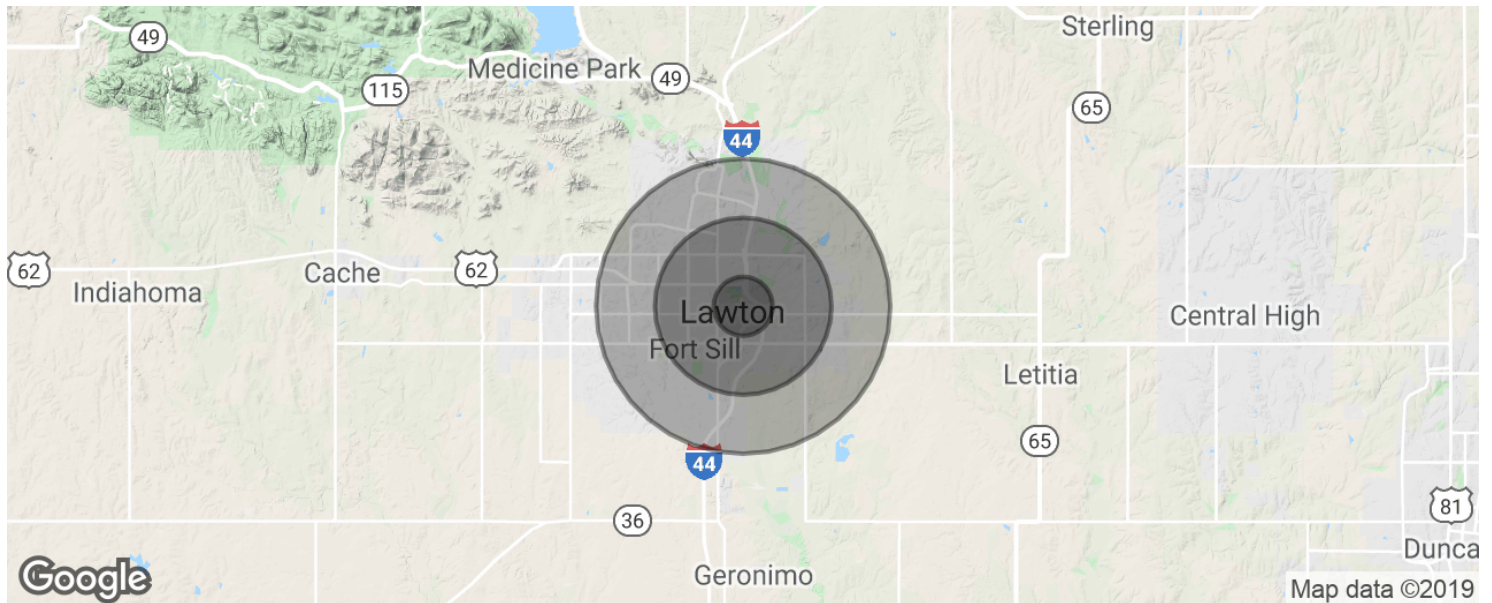 Sterling
49
Medicine Park
49
115
65
44
62
Cache
62
Indiahoma
Lawton
Central High
Fort Sill
Letitia
65
44
81
36
Dunca
Geronimo
Google
Map data ©2019